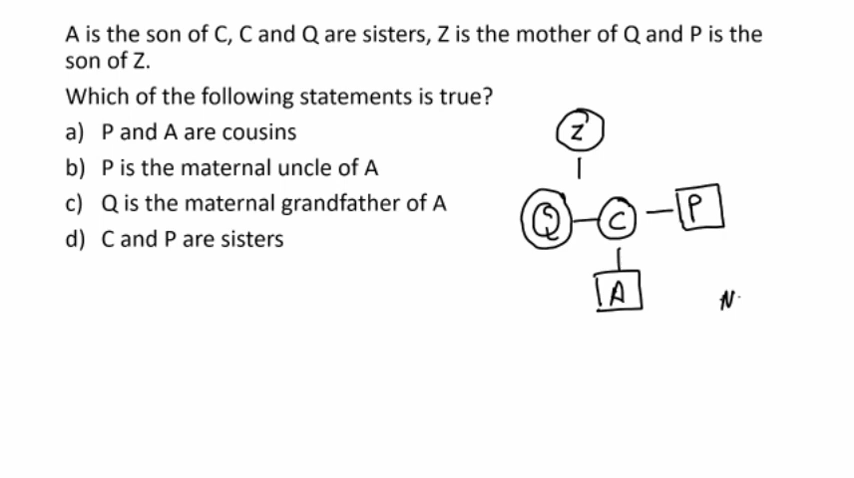 A is the son of C, C and Q are sisters, Z is the mother of Q and P is the
son of Z.
Which of the following statements is true?
a) P and A are cousins
b) P is the maternal uncle of A
c) Q is the maternal grandfather of A
d) C and P are sisters
Z
Q C P
A
N